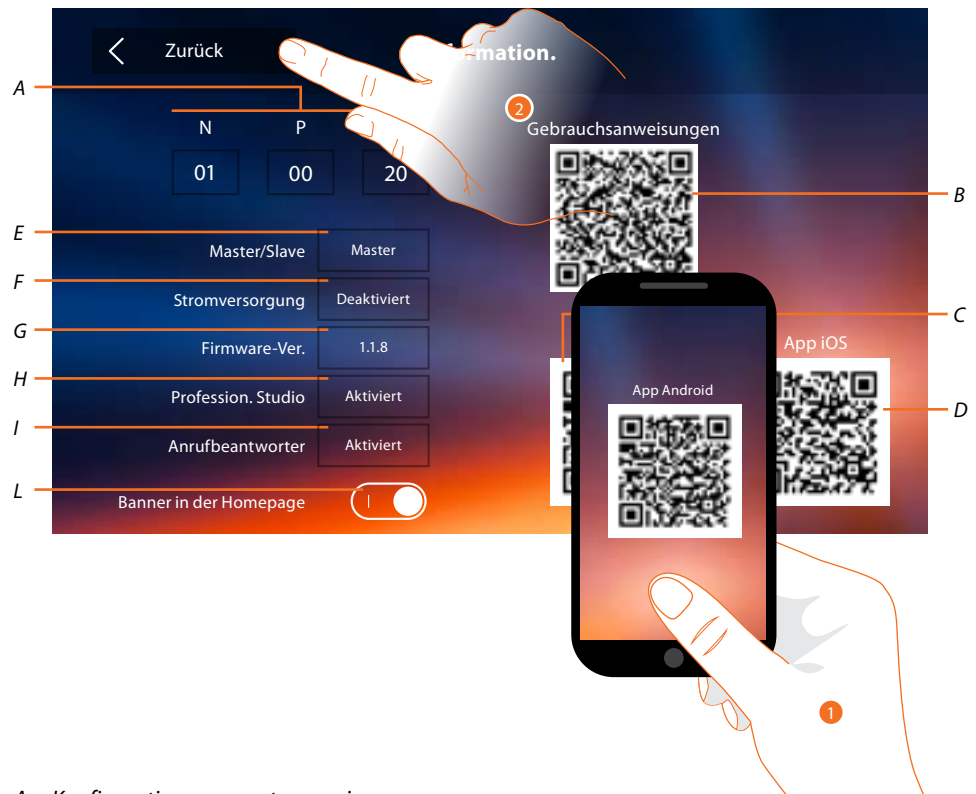 Zurück
mation.
A
N P
2
Gebrauchsanweisungen
01 00 20
B
E
Master/Slave Master
F
Stromversorgung Deaktiviert
C
G
Firmware-Ver. 1.1.8
App iOS
H
Profession. Studio Aktiviert
App Android
D
I
Anrufbeantworter Aktiviert
L
Banner in der Homepage
1